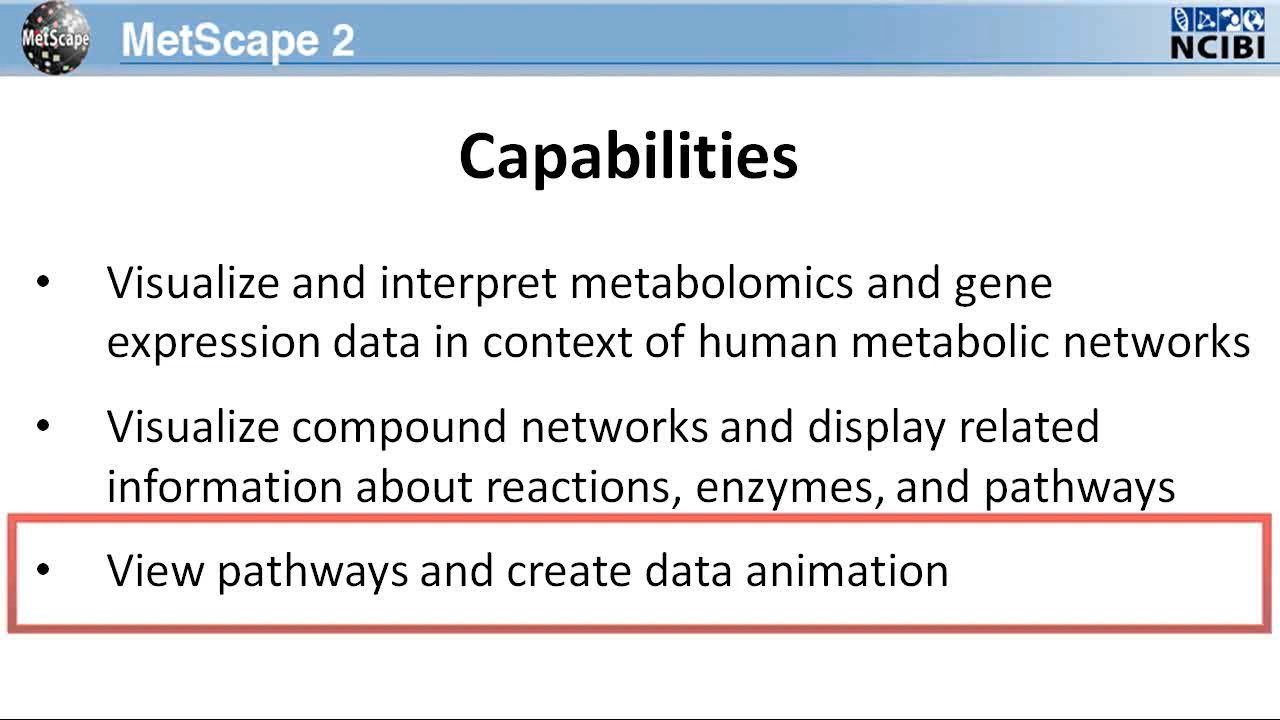 MetScape
MetScape 2
NCIBI
Capabilities
• Visualize and interpret metabolomics and gene
expression data in context of human metabolic networks
• Visualize compound networks and display related
information about reactions, enzymes, and pathways
• View pathways and create data animation